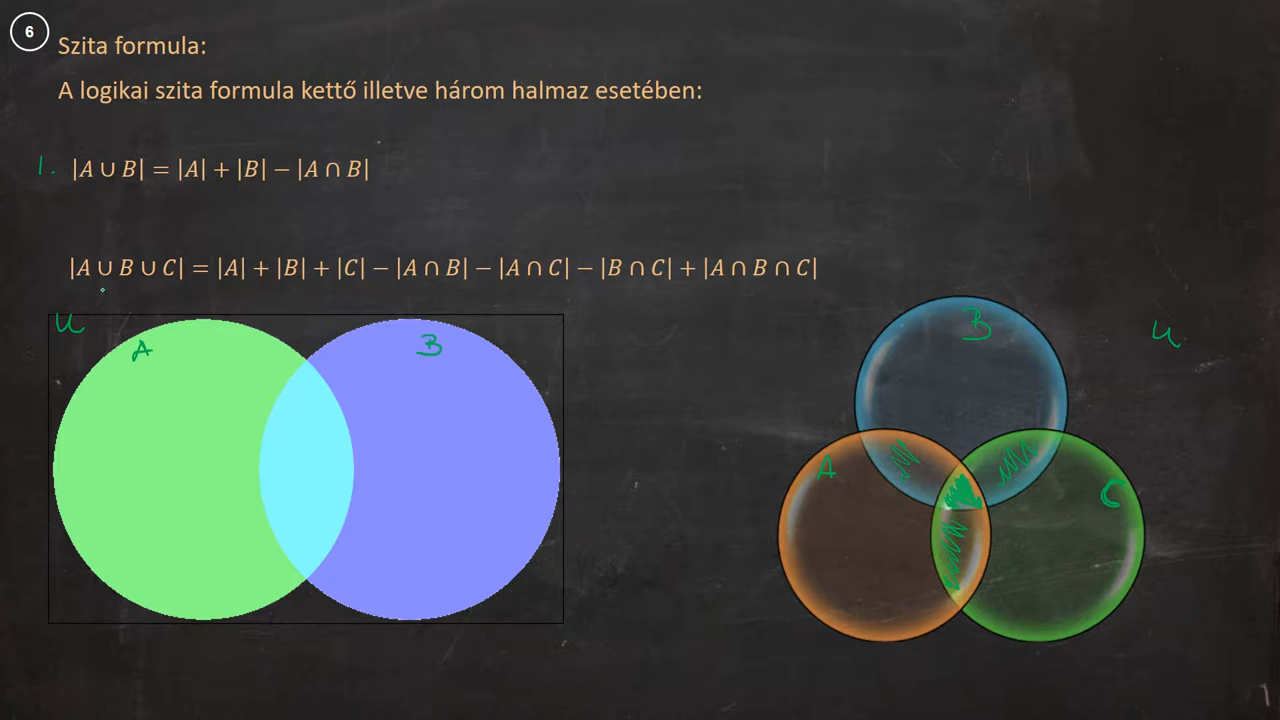 6
Szita formula:
A logikai szita formula kettő illetve három halmaz esetében:
1. |A ∪ B| = |A| + |B| − |A ∩ B|
|A ∪ B ∪ C| = |A| + |B| + |C| − |A ∩ B| − |A ∩ C| − |B ∩ C| + |A ∩ B ∩ C|
U
A
B
B
U
A
C